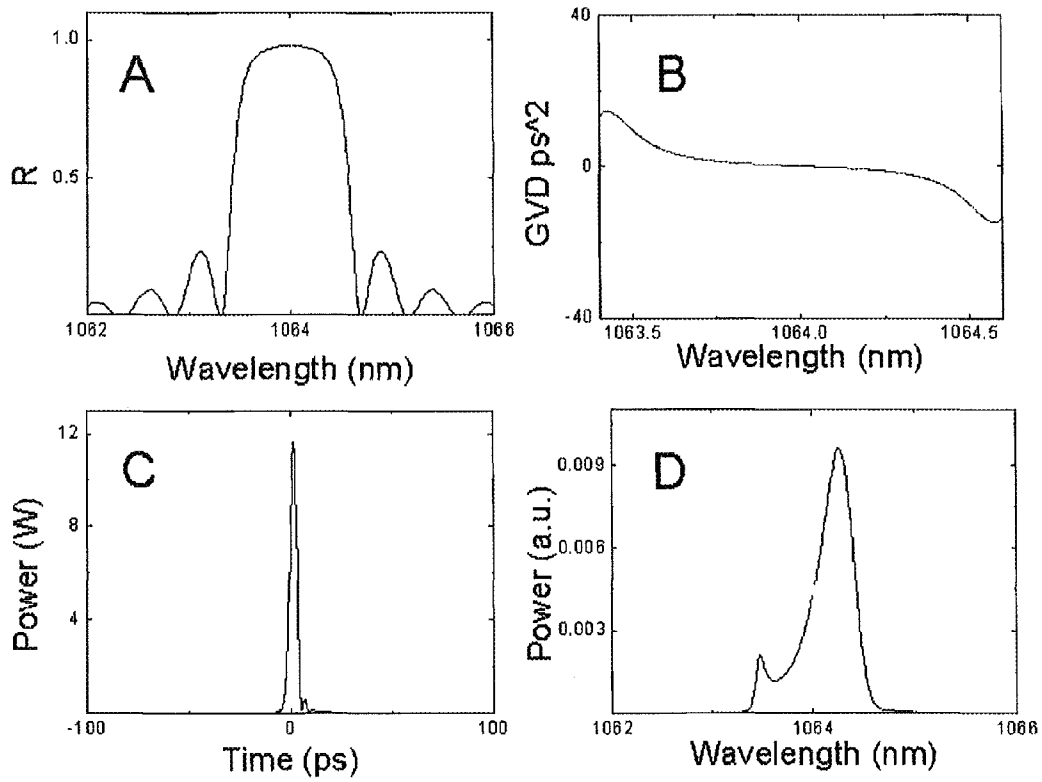 A
R
1.0
0.5
1062 1064 1066
Wavelength (nm)
B
GVD ps^2
40
0
-40
1063.5 1064.0 1064.5
Wavelength (nm)
C
Power (W)
12
8
4
-100 0 100
Time (ps)
D
Power (a.u.)
0.009
0.006
0.003
1062 1064 1066
Wavelength (nm)